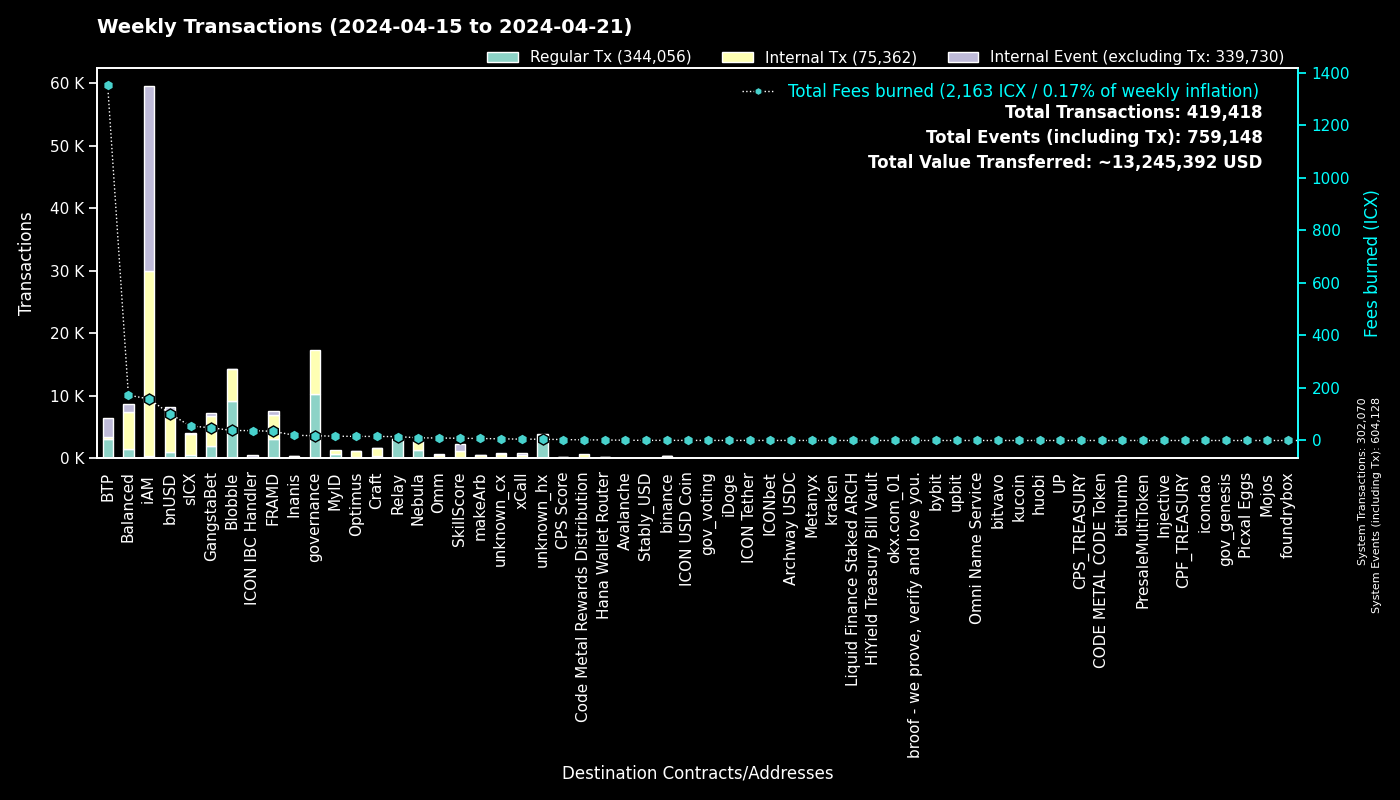 Weekly Transactions (2024-04-15 to 2024-04-21)
Regular Tx (344,056)
Internal Tx (75,362)
Internal Event (excluding Tx: 339,730)
Total Fees burned (2,163 ICX / 0.17% of weekly inflation)
Total Transactions: 419,418
Total Events (including Tx): 759,148
Total Value Transferred: ~13,245,392 USD
Transactions
60 K
50 K
40 K
30 K
20 K
10 K
0 K
1400
1200
1000
800
600
400
200
0
Fees burned (ICX)
System Transactions: 302,070
System Events (including Tx): 604,128
BTP
Balanced
iAM
bnUSD
sICX
GangstaBet
Blobble
ICON IBC Handler
FRAMD
Inanis
governance
MyID
Optimus
Craft
Relay
Nebula
Omm
SkillScore
makeArb
unknown_cx
xCall
unknown_hx
CPS Score
Code Metal Rewards Distribution
Hana Wallet Router
Avalanche
Stably_USD
binance
ICON USD Coin
gov_voting
iDoge
ICON Tether
ICONbet
Archway USDC
Metanyx
kraken
Liquid Finance Staked ARCH
HiYield Treasury Bill Vault
okx.com_01
broof - we prove, verify and love you.
bybit
upbit
Omni Name Service
bitvavo
kucoin
huobi
UP
CPS_TREASURY
CODE METAL CODE Token
bithumb
PresaleMultiToken
Injective
CPF_TREASURY
icondao
gov_genesis
Picxal Eggs
Mojos
foundrybox
Destination Contracts/Addresses